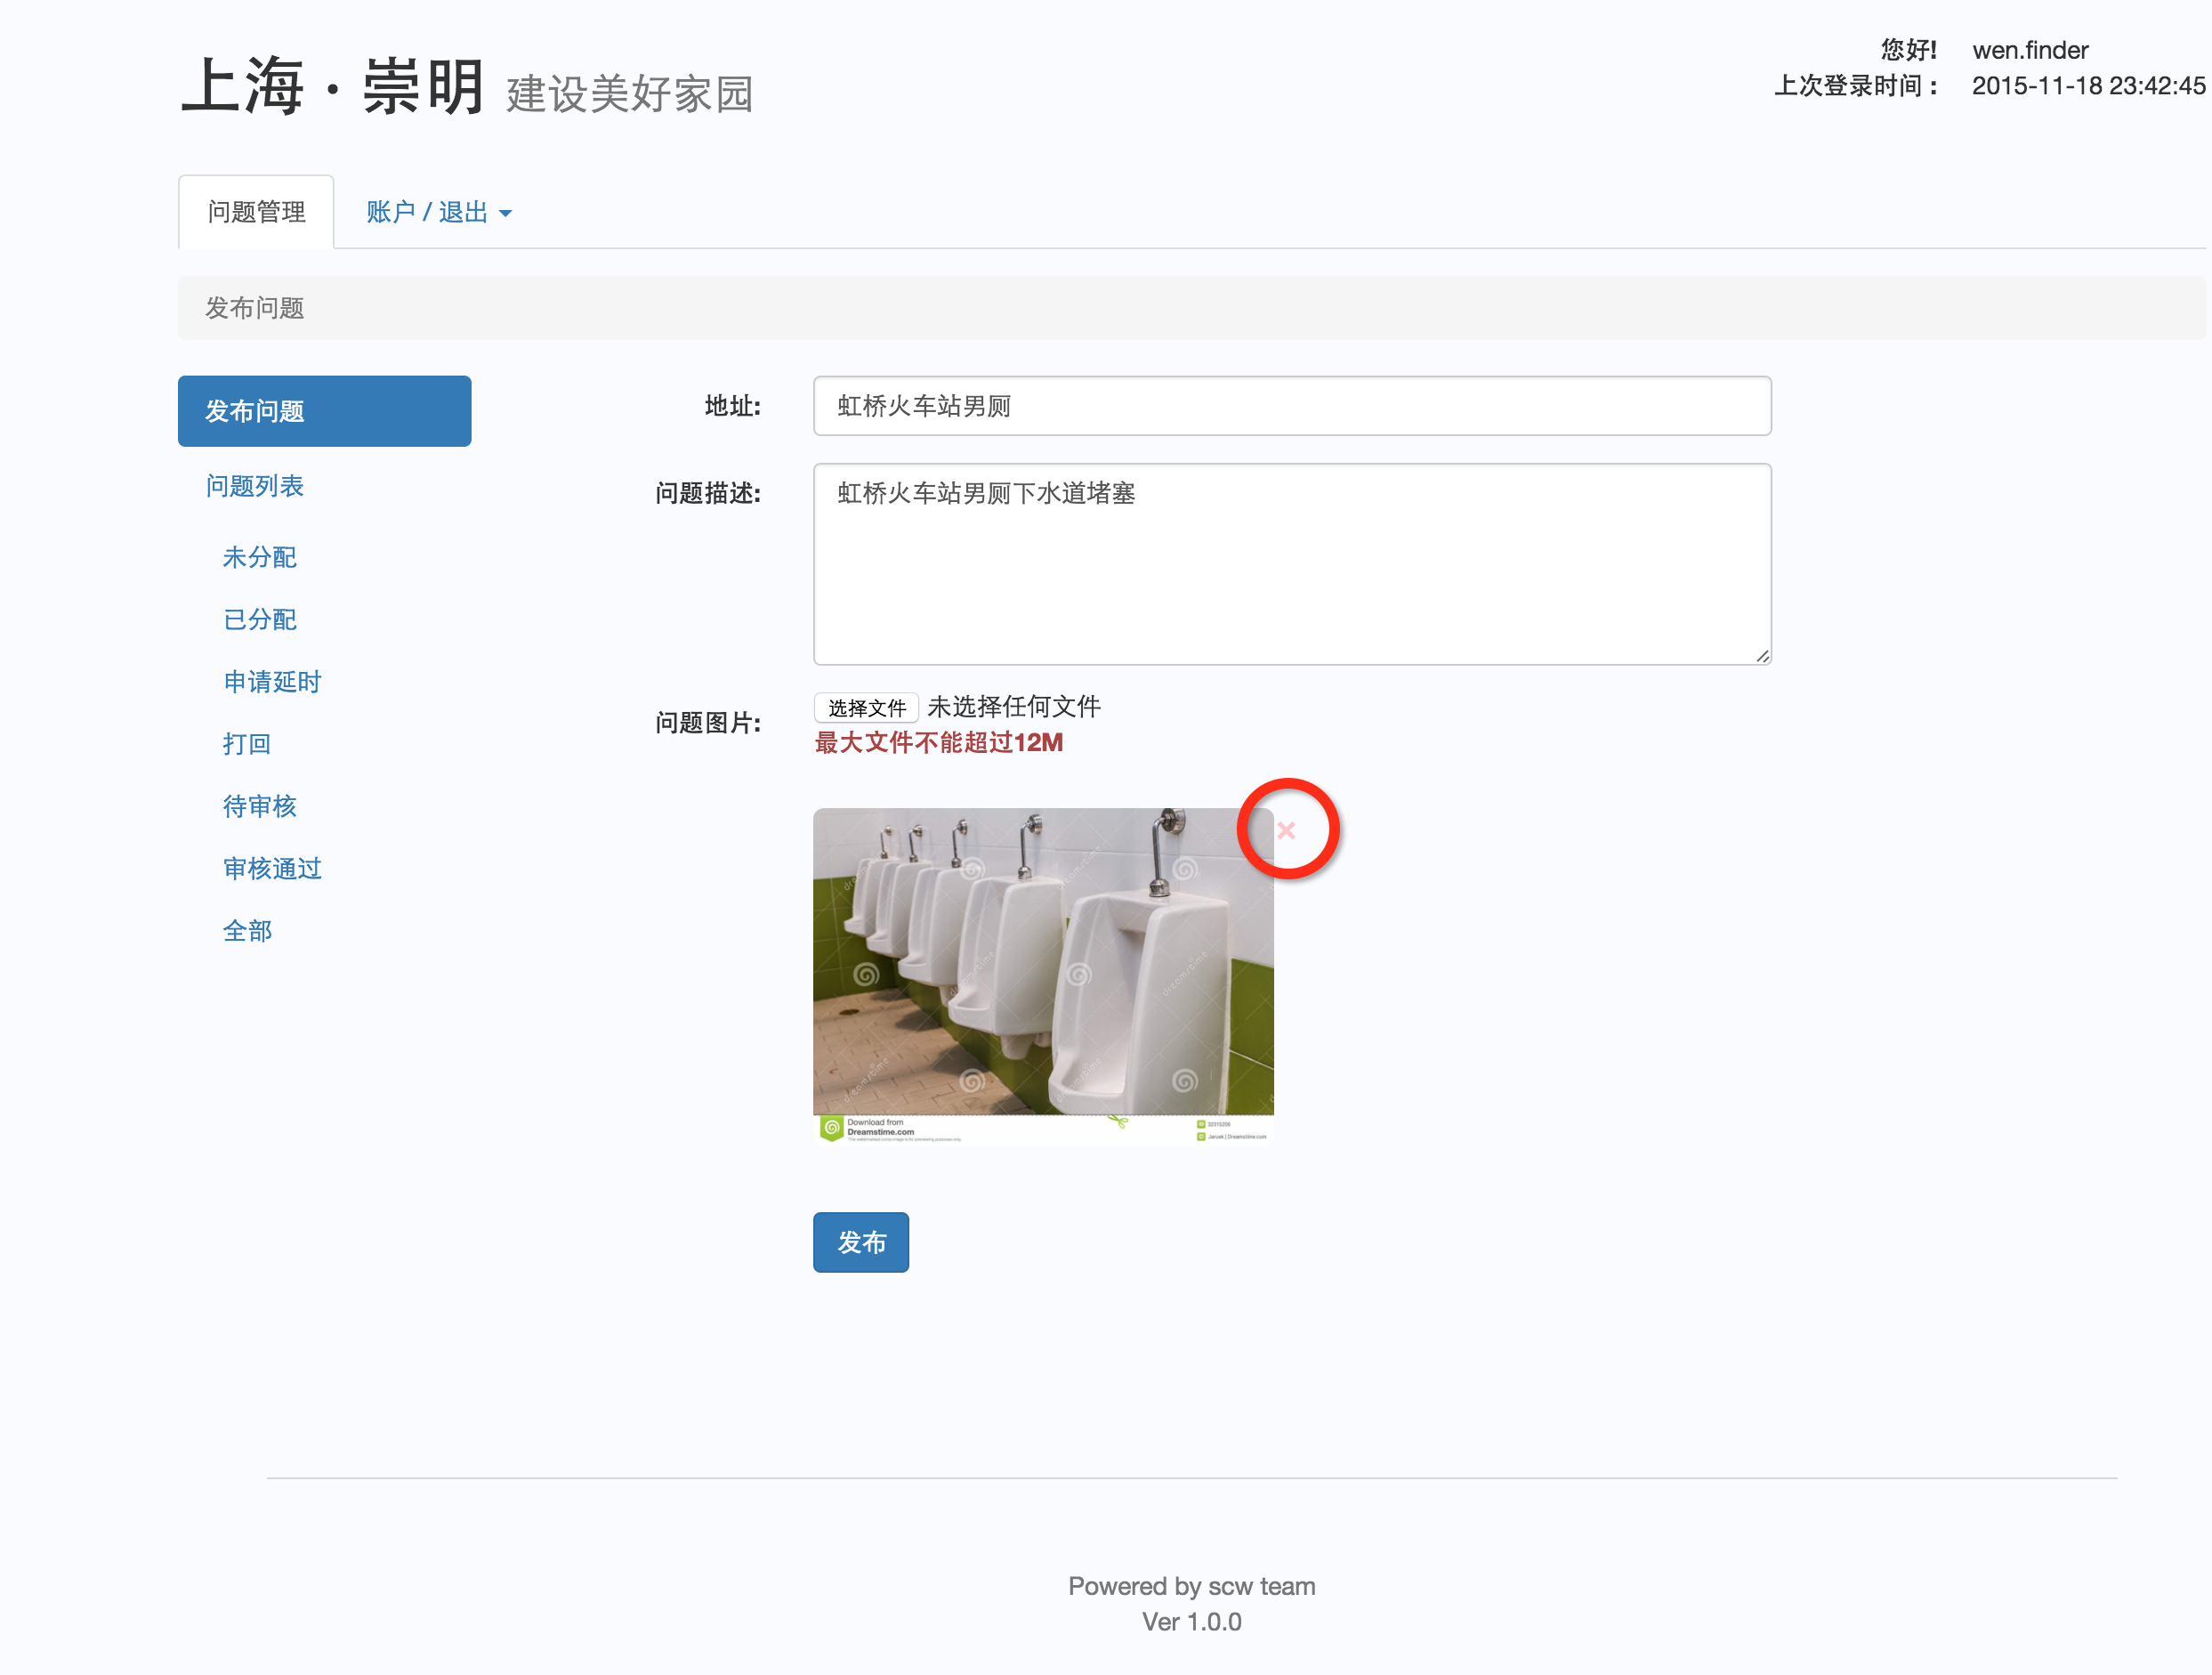 上海 · 崇明 建设美好家园
您好! wen.finder
上次登录时间: 2015-11-18 23:42:45
问题管理
账户 / 退出
发布问题
发布问题
问题列表
未分配
已分配
申请延时
打回
待审核
审核通过
全部
地址:
虹桥火车站男厕
问题描述:
虹桥火车站男厕下水道堵塞
问题图片:
选择文件 未选择任何文件
最大文件不能超过12M
dreamstime
dreamstime
dreamstime
Download from
Dreamstime.com
发布
Powered by scw team
Ver 1.0.0